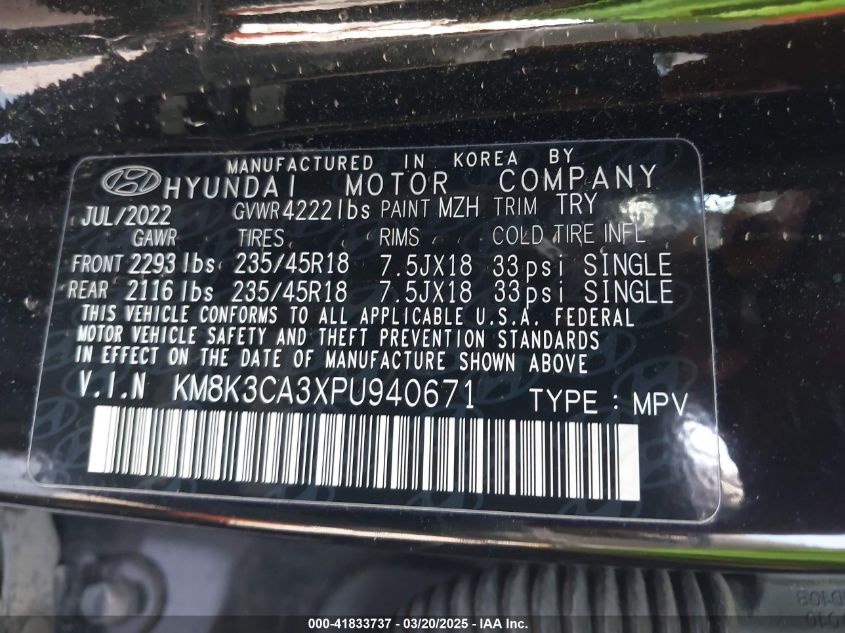 MANUFACTURED IN KOREA BY
HYUNDAI MOTOR COMPANY
JUL/2022 GVWR 4222 lbs PAINT MZH TRIM TRY
GAWR TIRES RIMS COLD TIRE INFL
FRONT 2293 lbs 235/45R18 7.5JX18 33psi SINGLE
REAR 2116 lbs 235/45R18 7.5JX18 33psi SINGLE
THIS VEHICLE CONFORMS TO ALL APPLICABLE U.S.A. FEDERAL
MOTOR VEHICLE SAFETY AND THEFT PREVENTION STANDARDS
IN EFFECT ON THE DATE OF MANUFACTURE SHOWN ABOVE
V.I.N KM8K3CA3XPU940671 TYPE : MPV
000-41833737 - 03/20/2025 - IAA Inc.